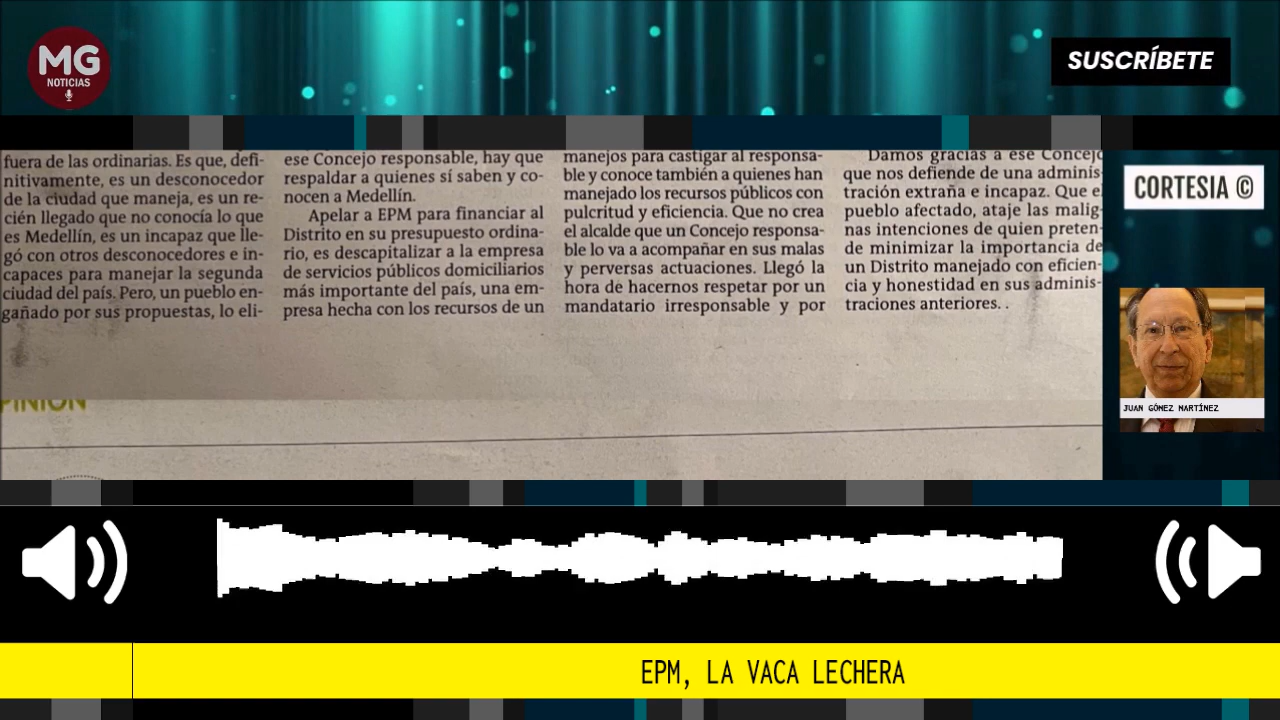 MG
NOTICIAS
SUSCRÍBETE
fuera de las ordinarias. Es que, defi-
nitivamente, es un desconocedor
de la ciudad que maneja, es un re-
cién llegado que no conocía lo que
es Medellín, es un incapaz que lle-
gó con otros desconocedores e in-
capaces para manejar la segunda
ciudad del país. Pero, un pueblo en-
gañado por sus propuestas, lo eli-
ese Concejo responsable, hay que
respaldar a quienes sí saben y co-
nocen a Medellín.
Apelar a EPM para financiar al
Distrito en su presupuesto ordina-
rio, es descapitalizar a la empresa
de servicios públicos domiciliarios
más importante del país, una em-
presa hecha con los recursos de un
manejos para castigar al responsa-
ble y conoce también a quienes han
manejado los recursos públicos con
pulcritud y eficiencia. Que no crea
el alcalde que un Concejo responsa-
ble lo va a acompañar en sus malas
y perversas actuaciones. Llegó la
hora de hacernos respetar por un
mandatario irresponsable y por
Damos gracias a ese Concejo
que nos defiende de una adminis-
tración extraña e incapaz. Que el
pueblo afectado, ataje las malig-
nas intenciones de quien preten-
de minimizar la importancia de
un Distrito manejado con eficien-
cia y honestidad en sus adminis-
traciones anteriores. .
PINIÓN
CORTESIA ©
JUAN GÓMEZ MARTÍNEZ
EPM, LA VACA LECHERA